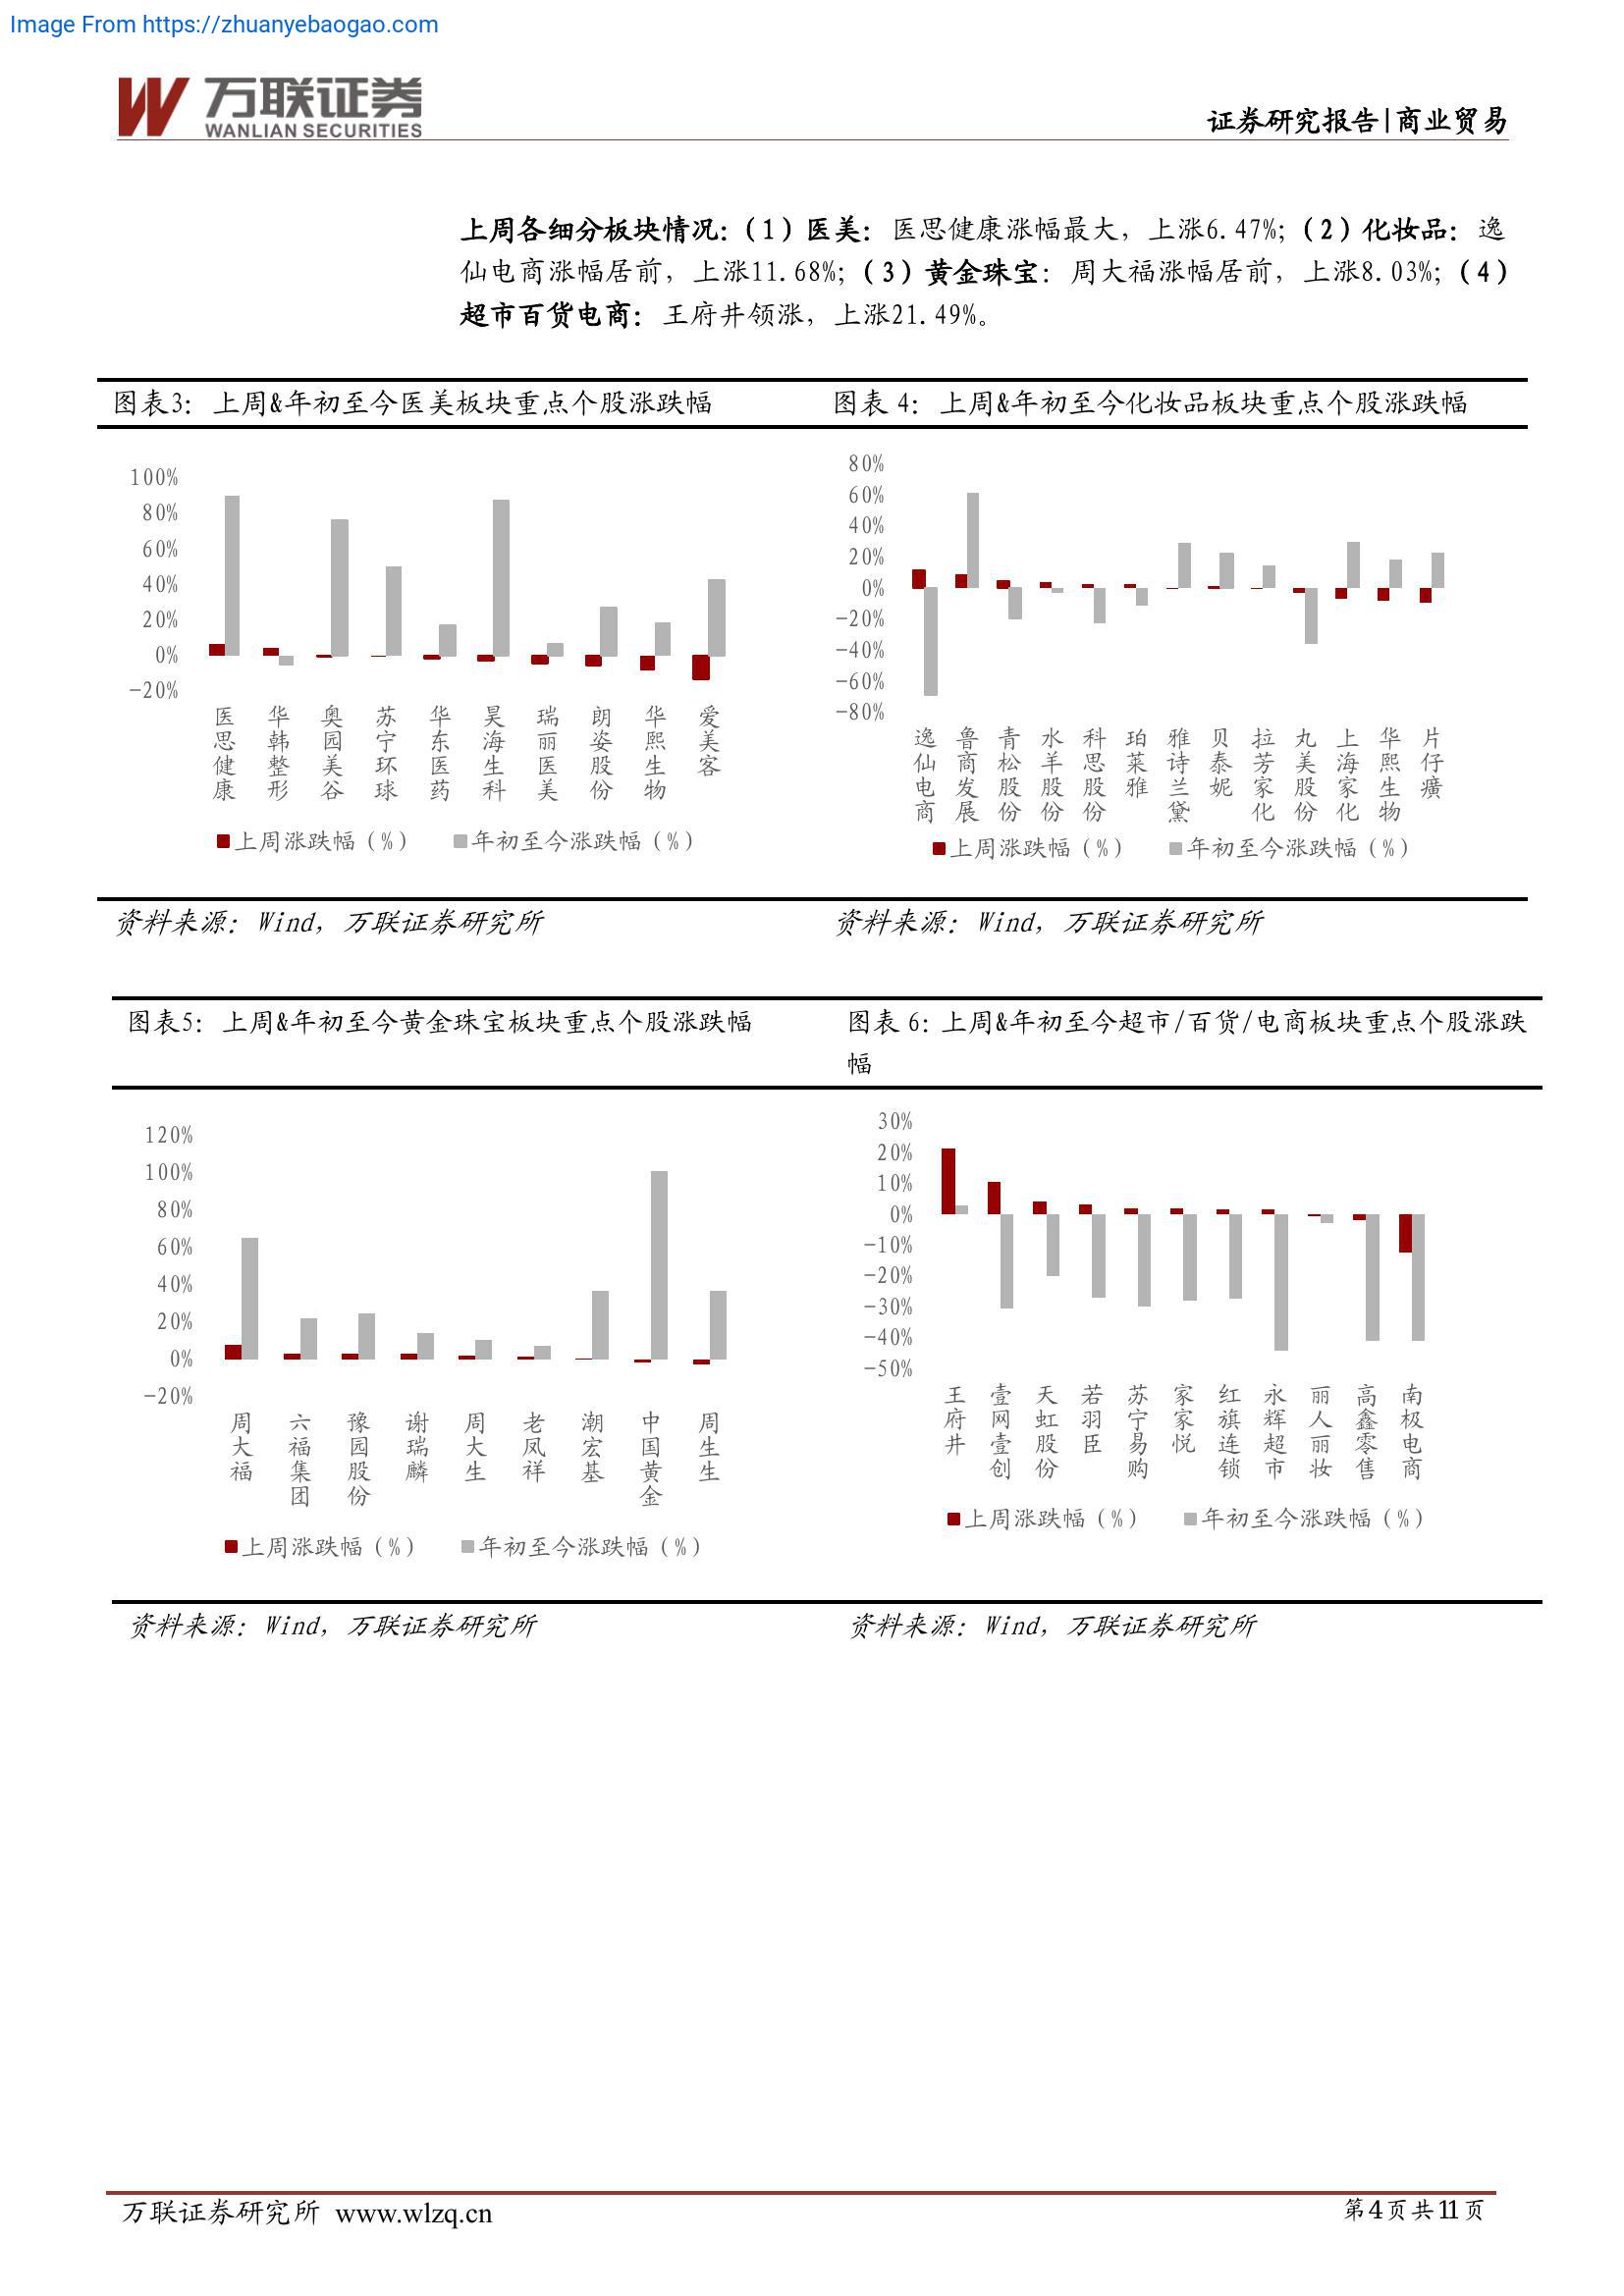 Image From https://zhuanyebaogao.com
万联证券
WANLIAN SECURITIES
证券研究报告|商业贸易
上周各细分板块情况：（1）医美：医思健康涨幅最大，上涨6.47%；（2）化妆品：逸
仙电商涨幅居前，上涨11.68%；（3）黄金珠宝：周大福涨幅居前，上涨8.03%；（4）
超市百货电商：王府井领涨，上涨21.49%。
图表3： 上周&年初至今医美板块重点个股涨跌幅
图表 4： 上周&年初至今化妆品板块重点个股涨跌幅
100%
80%
60%
40%
20%
0%
-20%
医思健康
华韩整形
奥园美谷
苏宁环球
华东医药
昊海生科
瑞丽医美
朗姿股份
华熙生物
爱美客
上周涨跌幅（%） 年初至今涨跌幅（%）
80%
60%
40%
20%
0%
-20%
-40%
-60%
-80%
逸仙电商
鲁商发展
青松股份
水羊股份
科思股份
珀莱雅
雅诗兰黛
贝泰妮
拉芳家化
丸美股份
上海家化
华熙生物
片仔癀
上周涨跌幅（%） 年初至今涨跌幅（%）
资料来源：Wind，万联证券研究所
资料来源：Wind，万联证券研究所
图表5： 上周&年初至今黄金珠宝板块重点个股涨跌幅
图表 6：上周&年初至今超市/百货/电商板块重点个股涨跌
幅
120%
100%
80%
60%
40%
20%
0%
-20%
周大福
六福集团
豫园股份
谢瑞麟
周大生
老凤祥
潮宏基
中国黄金
周生生
上周涨跌幅（%） 年初至今涨跌幅（%）
30%
20%
10%
0%
-10%
-20%
-30%
-40%
-50%
王府井
壹网壹创
天虹股份
若羽臣
苏宁易购
家家悦
红旗连锁
永辉超市
丽人丽妆
高鑫零售
南极电商
上周涨跌幅（%） 年初至今涨跌幅（%）
资料来源：Wind，万联证券研究所
资料来源：Wind，万联证券研究所
万联证券研究所 www.wlzq.cn
第4页共11页